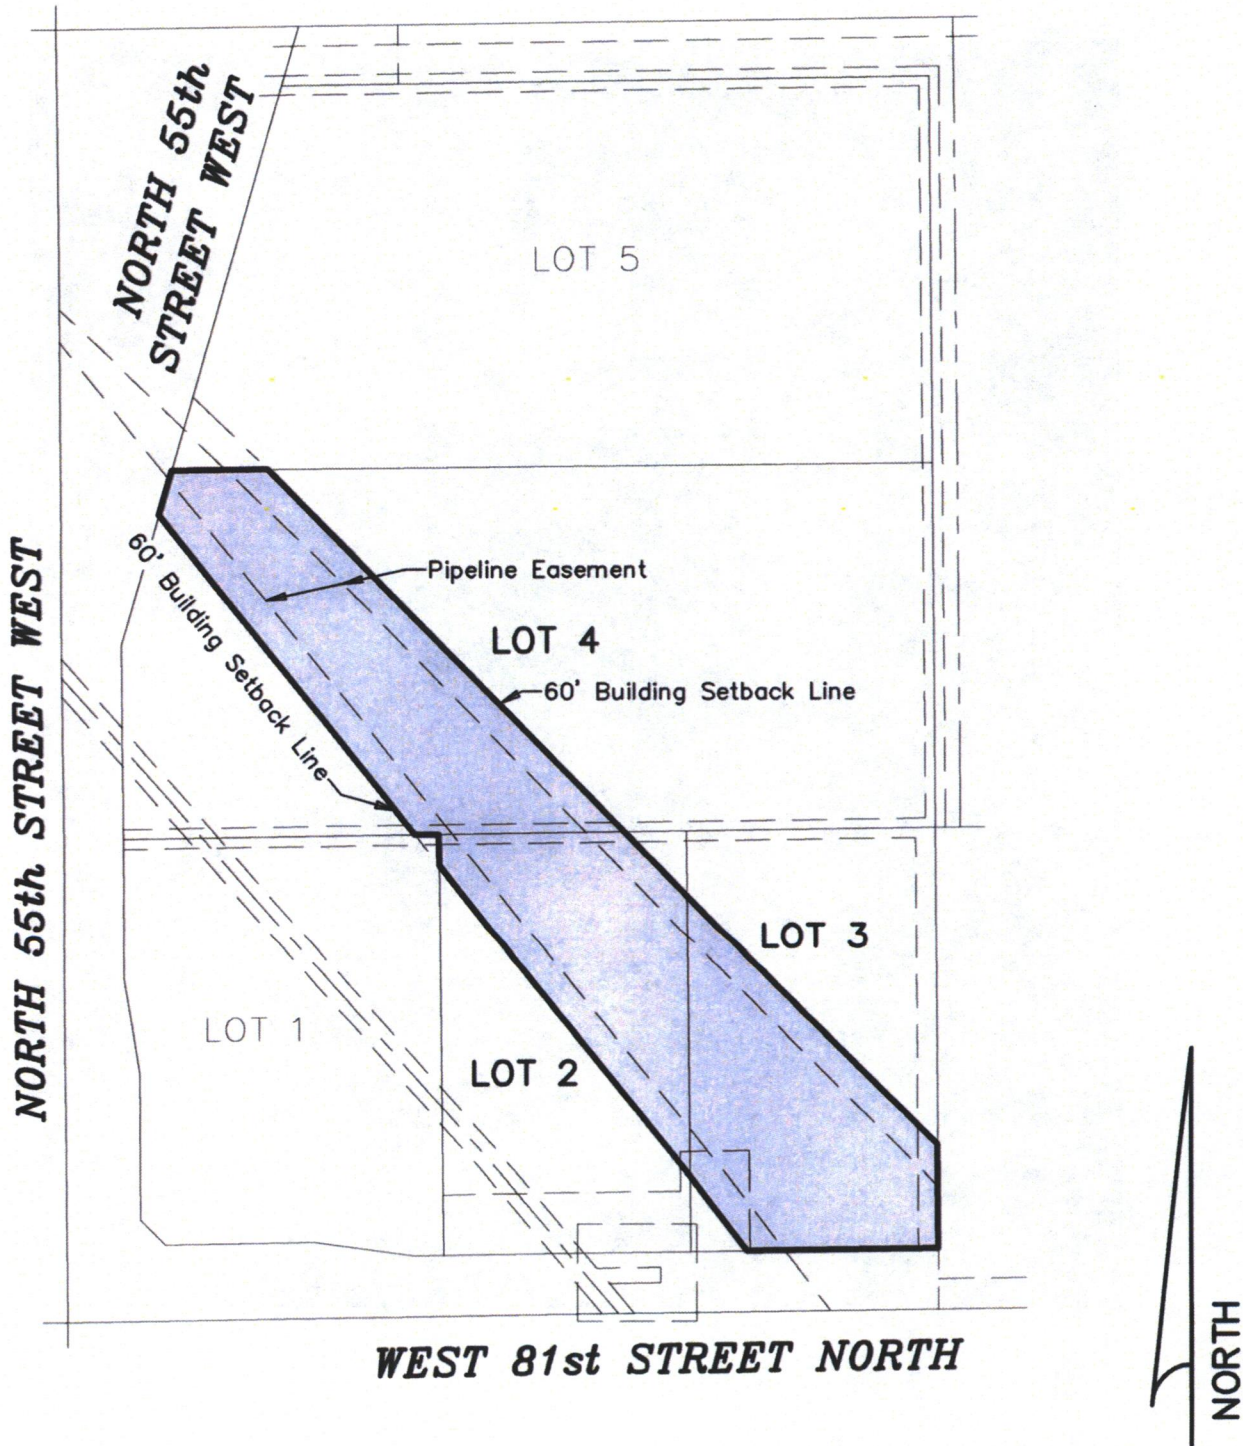 NORTH 55th
STREET WEST
LOT 5
NORTH 55th STREET WEST
60' Building Setback Line
Pipeline Easement
LOT 4
60' Building Setback Line
LOT 3
LOT 1
LOT 2
WEST 81st STREET NORTH
NORTH